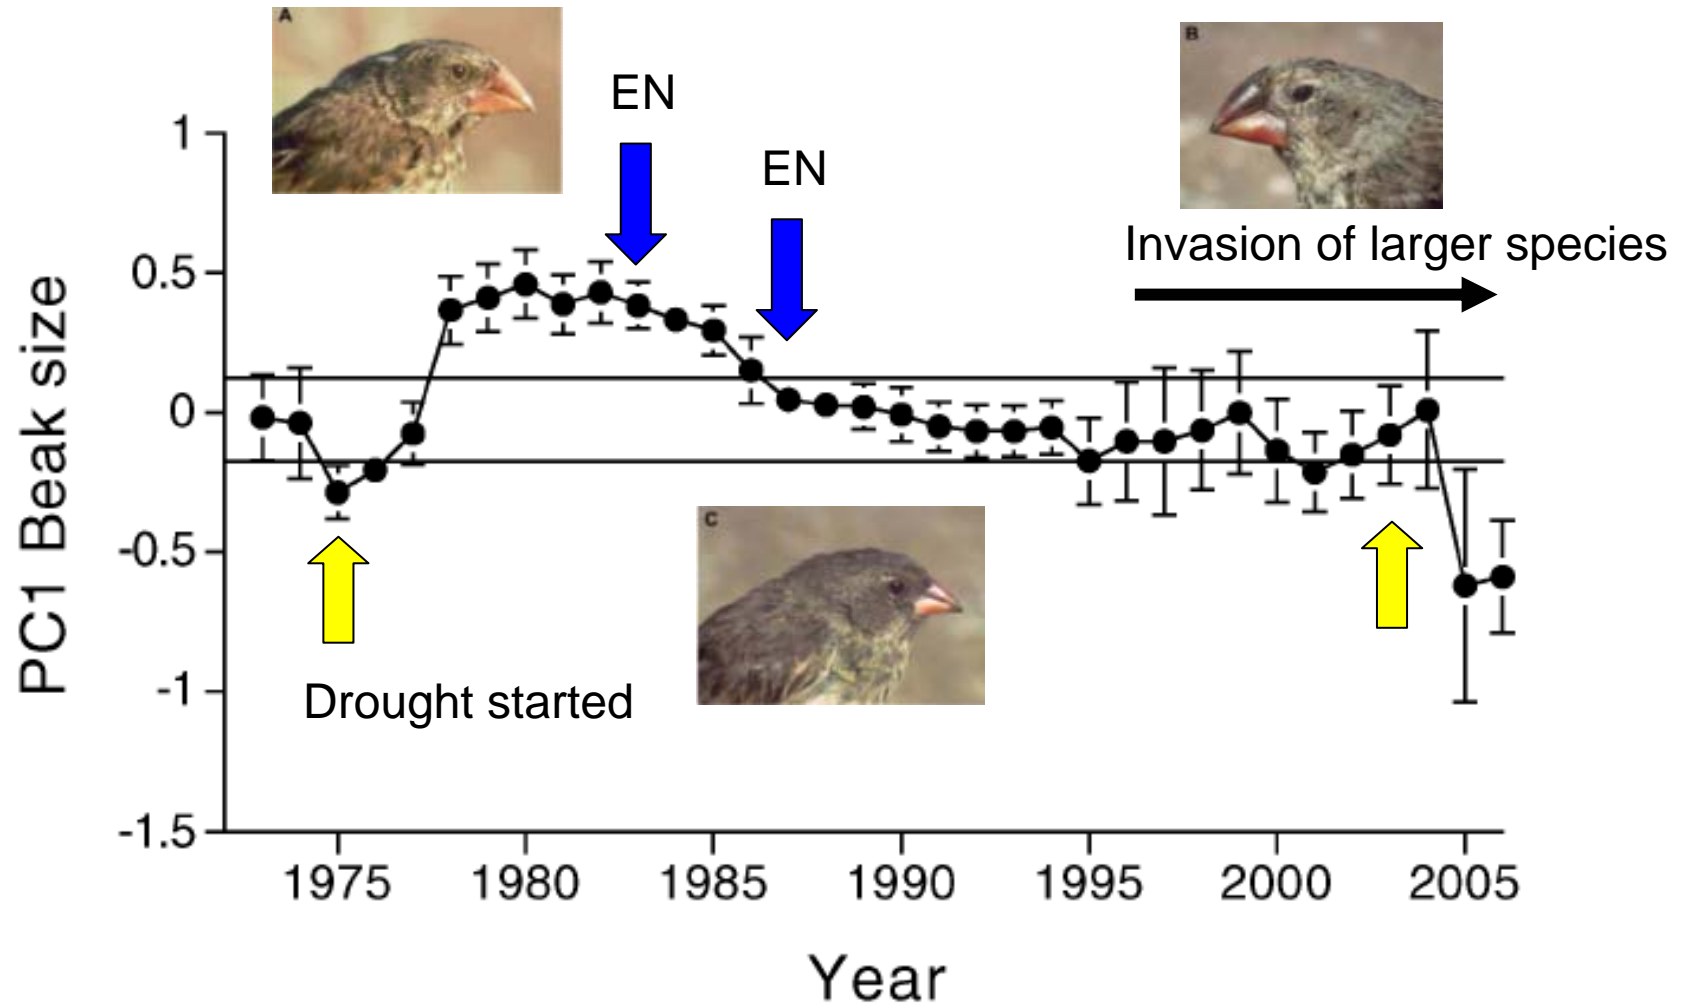 A
B
EN
EN
Invasion of larger species
PC1 Beak size
1
0.5
0
-0.5
-1
-1.5
C
Drought started
1975 1980 1985 1990 1995 2000 2005
Year